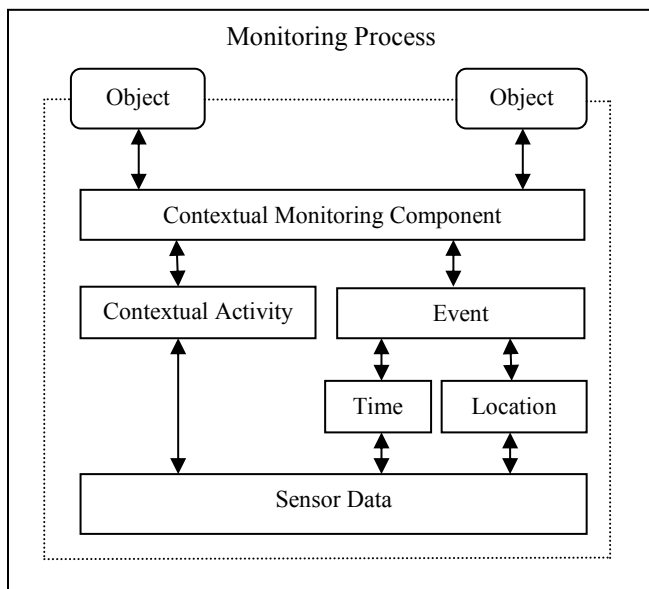 Monitoring Process
Object
Object
Contextual Monitoring Component
Contextual Activity
Event
Time
Location
Sensor Data